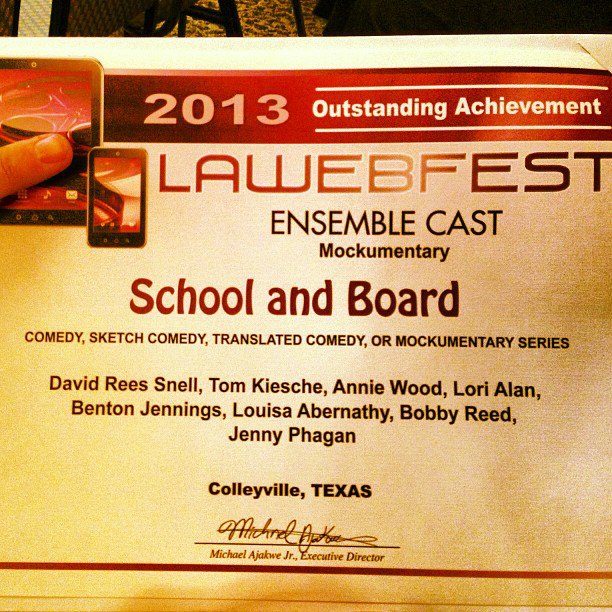 2013 Outstanding Achievement
LAWEBFEST
ENSEMBLE CAST
Mockumentary
School and Board
COMEDY, SKETCH COMEDY, TRANSLATED COMEDY, OR MOCKUMENTARY SERIES
David Rees Snell, Tom Kiesche, Annie Wood, Lori Alan,
Benton Jennings, Louisa Abernathy, Bobby Reed,
Jenny Phagan
Colleyville, TEXAS
Michael Ajakwe Jr., Executive Director